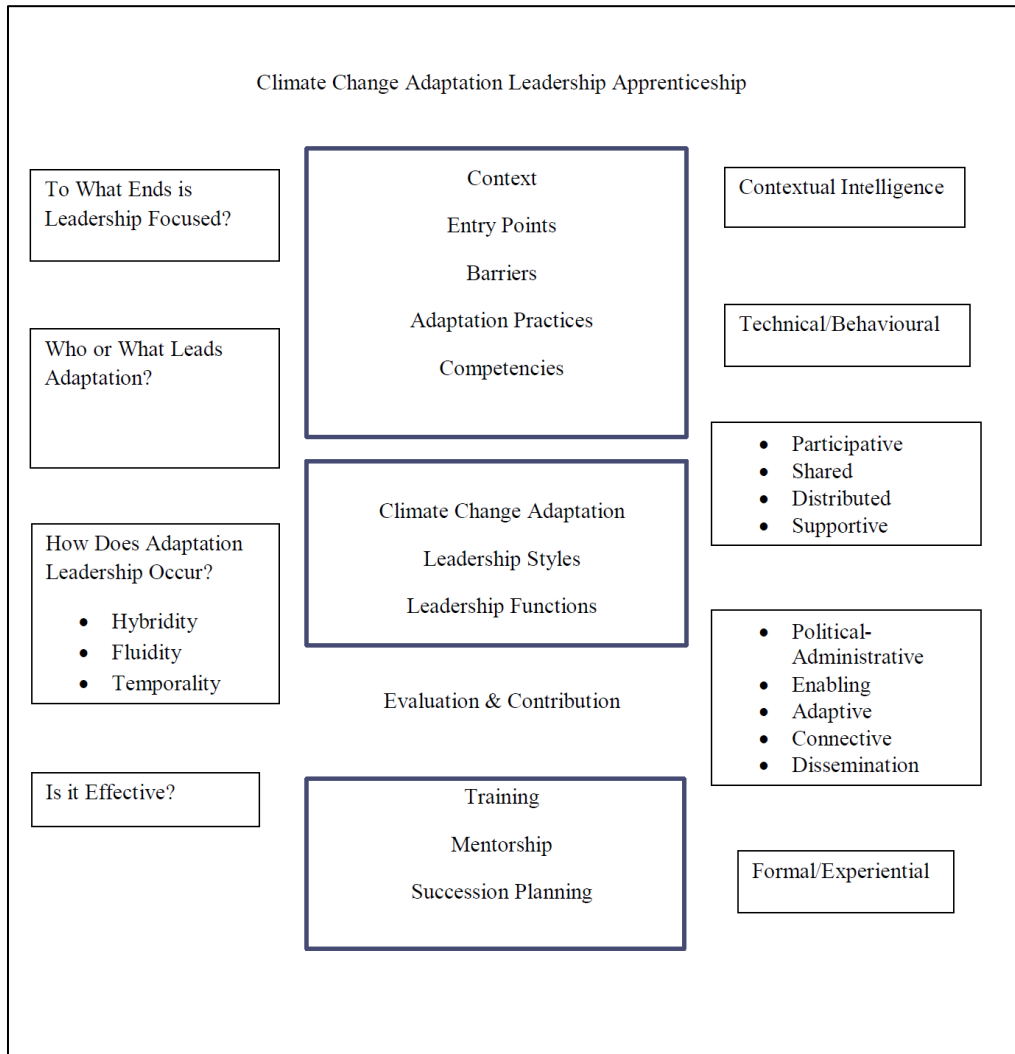 Climate Change Adaptation Leadership Apprenticeship
To What Ends is
Leadership Focused?
Who or What Leads
Adaptation?
How Does Adaptation
Leadership Occur?
• Hybridity
• Fluidity
• Temporality
Is it Effective?
Context
Entry Points
Barriers
Adaptation Practices
Competencies
Climate Change Adaptation
Leadership Styles
Leadership Functions
Evaluation & Contribution
Training
Mentorship
Succession Planning
Contextual Intelligence
Technical/Behavioural
• Participative
• Shared
• Distributed
• Supportive
• Political-
Administrative
• Enabling
• Adaptive
• Connective
• Dissemination
Formal/Experiential